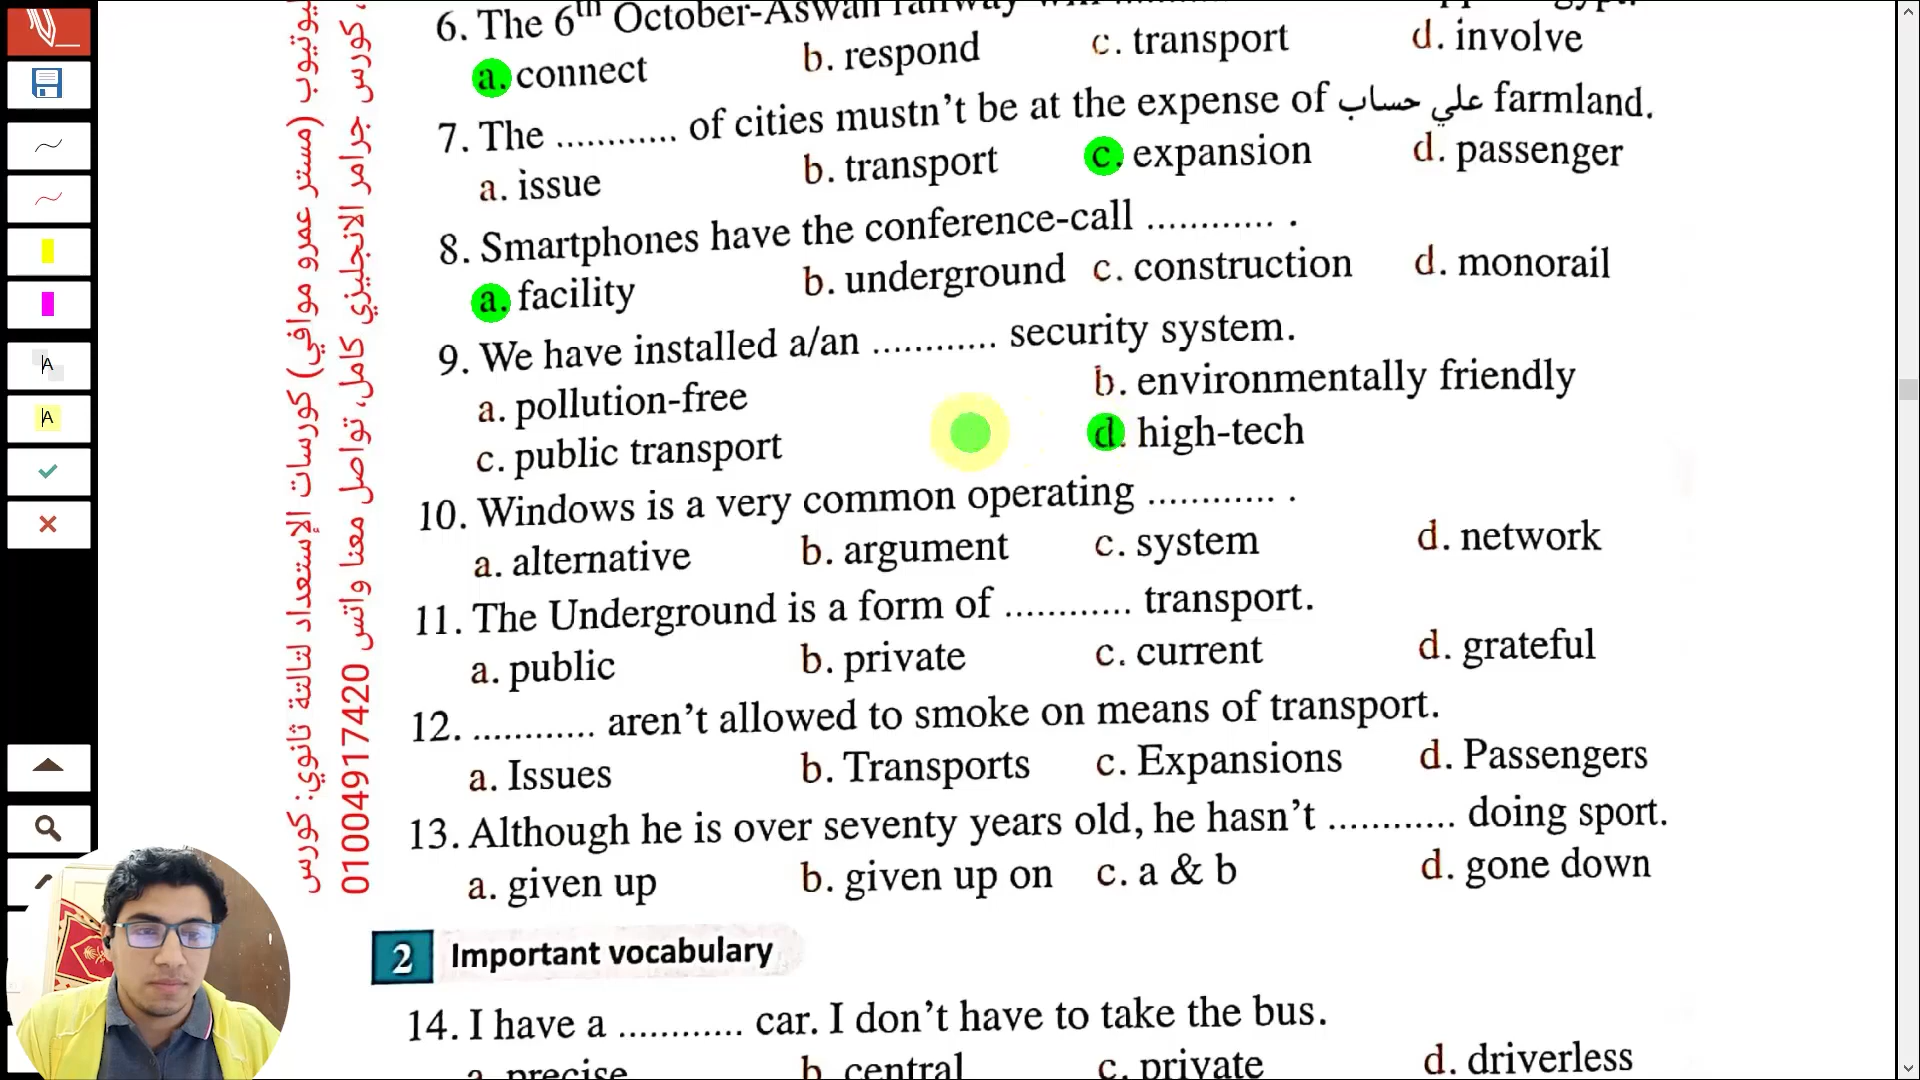 6. The 6th October-Aswan railway will
a. connect b. respond c. transport d. involve
7. The ............ of cities mustn't be at the expense of علي حساب farmland.
a. issue b. transport c. expansion d. passenger
8. Smartphones have the conference-call ............ .
a. facility b. underground c. construction d. monorail
9. We have installed a/an ............ security system.
a. pollution-free b. environmentally friendly
c. public transport d. high-tech
10. Windows is a very common operating ............ .
a. alternative b. argument c. system d. network
11. The Underground is a form of ............ transport.
a. public b. private c. current d. grateful
12. ............ aren't allowed to smoke on means of transport.
a. Issues b. Transports c. Expansions d. Passengers
13. Although he is over seventy years old, he hasn't ............ doing sport.
a. given up b. given up on c. a & b d. gone down
2 Important vocabulary
14. I have a ............ car. I don't have to take the bus.
a. precise b. central c. private d. driverless
يوتيوب (مستر عمرو موافي) كورسات الإستعداد لتالتة ثانوي: كورس
كورس جرامر الانجليزي كامل، تواصل معنا واتس 01004917420
A
A